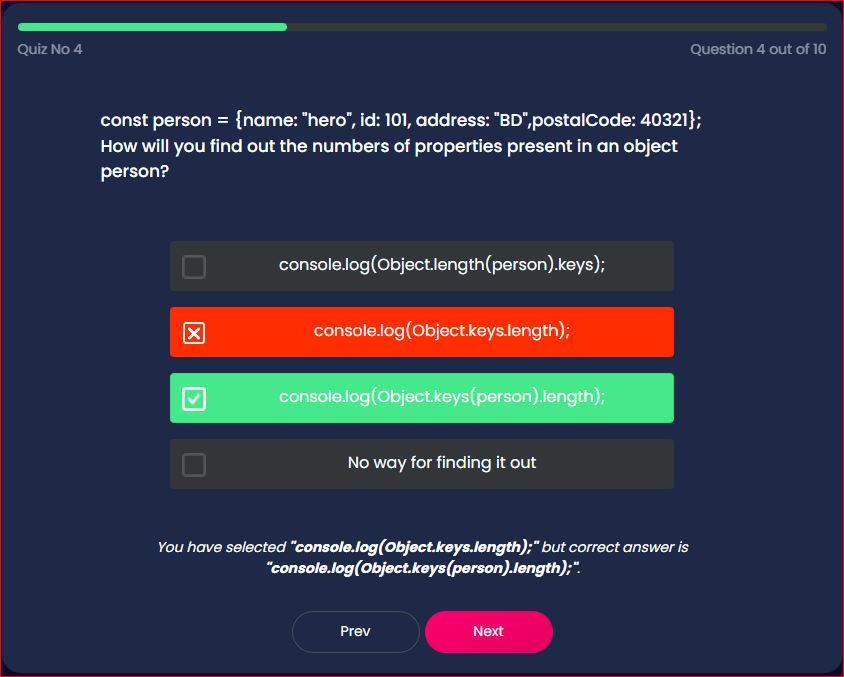 Quiz No 4
Question 4 out of 10
const person = {name: "hero", id: 101, address: "BD",postalCode: 40321};
How will you find out the numbers of properties present in an object
person?
console.log(Object.length(person).keys);
console.log(Object.keys.length);
console.log(Object.keys(person).length);
No way for finding it out
You have selected "console.log(Object.keys.length);" but correct answer is
"console.log(Object.keys(person).length);".
Prev
Next